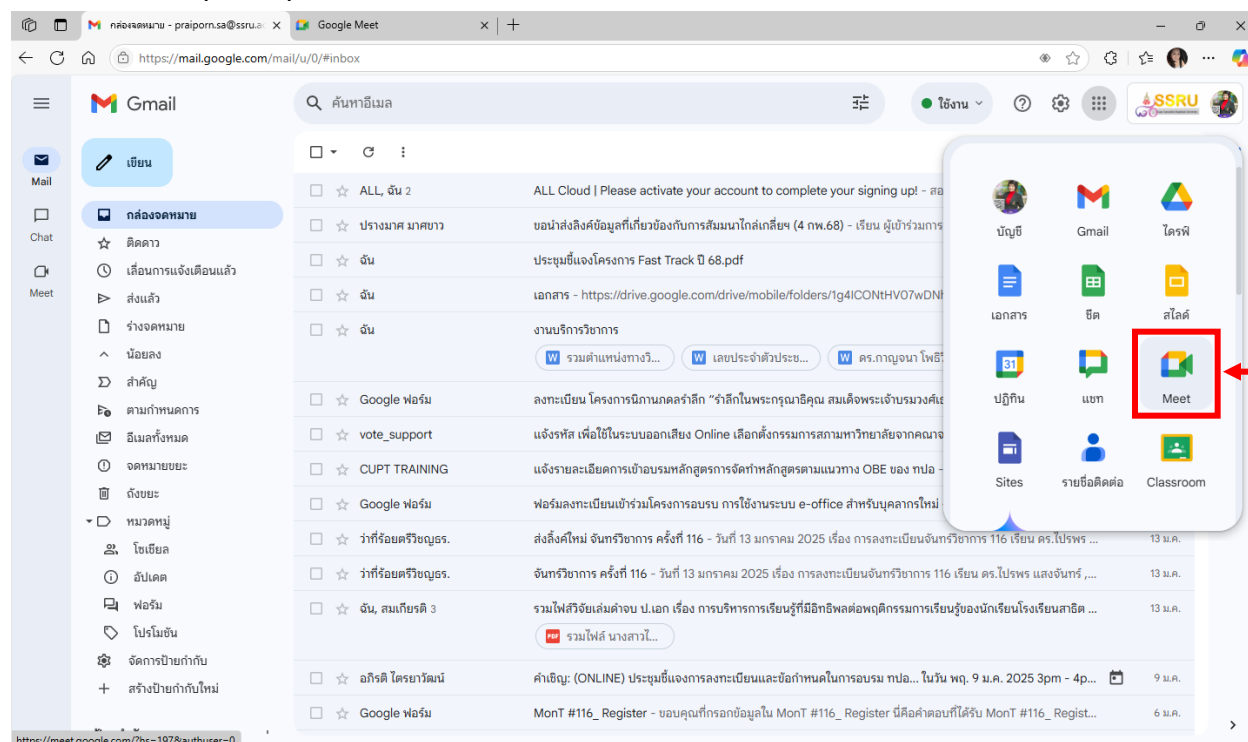 กล่องจดหมาย - praiporn.sa@ssru.ac
Google Meet
https://mail.google.com/mail/u/0/#inbox
Gmail
ค้นหาอีเมล
ใช้งาน
SSRU
Mail
Chat
Meet
เขียน
กล่องจดหมาย
ติดดาว
เลื่อนการแจ้งเตือนแล้ว
ส่งแล้ว
ร่างจดหมาย
น้อยลง
สำคัญ
ตามกำหนดการ
อีเมลทั้งหมด
จดหมายขยะ
ถังขยะ
หมวดหมู่
โซเชียล
อัปเดต
ฟอรัม
โปรโมชัน
จัดการป้ายกำกับ
สร้างป้ายกำกับใหม่
ALL, ฉัน 2 ALL Cloud | Please activate your account to complete your signing up! - สอ
ปรางมาศ มาศขาว ขอนำส่งลิงค์ข้อมูลที่เกี่ยวข้องกับการสัมมนาไกล่เกลี่ยฯ (4 กพ.68) - เรียน ผู้เข้าร่วมการ
ฉัน ประชุมชี้แจงโครงการ Fast Track ปี 68.pdf
ฉัน เอกสาร - https://drive.google.com/drive/mobile/folders/1g4ICONtHV07wDNl
ฉัน งานบริการวิชาการ
รวมตำแหน่งทางวิ... เลขประจำตัวประช... ดร.กาญจนา โพธิ
Google ฟอร์ม ลงทะเบียน โครงการนิภานภดลรำลึก “รำลึกในพระกรุณาธิคุณ สมเด็จพระเจ้าบรมวงศ์เธ
vote_support แจ้งรหัส เพื่อใช้ในระบบออกเสียง Online เลือกตั้งกรรมการสภามหาวิทยาลัยจากคณาจ
CUPT TRAINING แจ้งรายละเอียดการเข้าอบรมหลักสูตรการจัดทำหลักสูตรตามแนวทาง OBE ของ ทปอ -
Google ฟอร์ม ฟอร์มลงทะเบียนเข้าร่วมโครงการอบรม การใช้งานระบบ e-office สำหรับบุคลากรใหม่
ว่าที่ร้อยตรีวิชญธร. ส่งลิ้งค์ใหม่ จันทร์วิชาการ ครั้งที่ 116 - วันที่ 13 มกราคม 2025 เรื่อง การลงทะเบียนจันทร์วิชาการ 116 เรียน ดร.ไปรพร ... 13 ม.ค.
ว่าที่ร้อยตรีวิชญธร. จันทร์วิชาการ ครั้งที่ 116 - วันที่ 13 มกราคม 2025 เรื่อง การลงทะเบียนจันทร์วิชาการ 116 เรียน ดร.ไปรพร แสงจันทร์ ,... 13 ม.ค.
ฉัน, สมเกียรติ 3 รวมไฟล์วิจัยเล่มดำจบ ป.เอก เรื่อง การบริหารการเรียนรู้ที่มีอิทธิพลต่อพฤติกรรมการเรียนรู้ของนักเรียนโรงเรียนสาธิต ... 13 ม.ค.
PDF รวมไฟล์ นางสาวไ...
อภิรดี ไตรยาวัฒน์ คำเชิญ: (ONLINE) ประชุมชี้แจงการลงทะเบียนและข้อกำหนดในการอบรม ทปอ... ในวัน พฤ. 9 ม.ค. 2025 3pm - 4p... 9 ม.ค.
Google ฟอร์ม MonT #116_ Register - ขอบคุณที่กรอกข้อมูลใน MonT #116_ Register นี่คือคำตอบที่ได้รับ MonT #116_ Regist... 6 ม.ค.
บัญชี Gmail ไดรฟ์
เอกสาร ชีต สไลด์
31
ปฏิทิน แชท Meet
Sites รายชื่อติดต่อ Classroom
https://meet.google.com/?hs=197&authuser=0